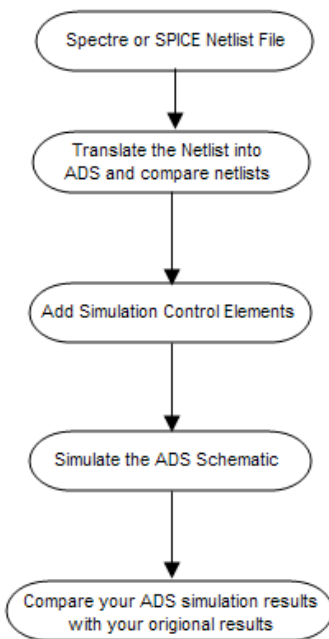 Spectre or SPICE Netlist File
Translate the Netlist into
ADS and compare netlists
Add Simulation Control Elements
Simulate the ADS Schematic
Compare your ADS simulation results
with your origional results